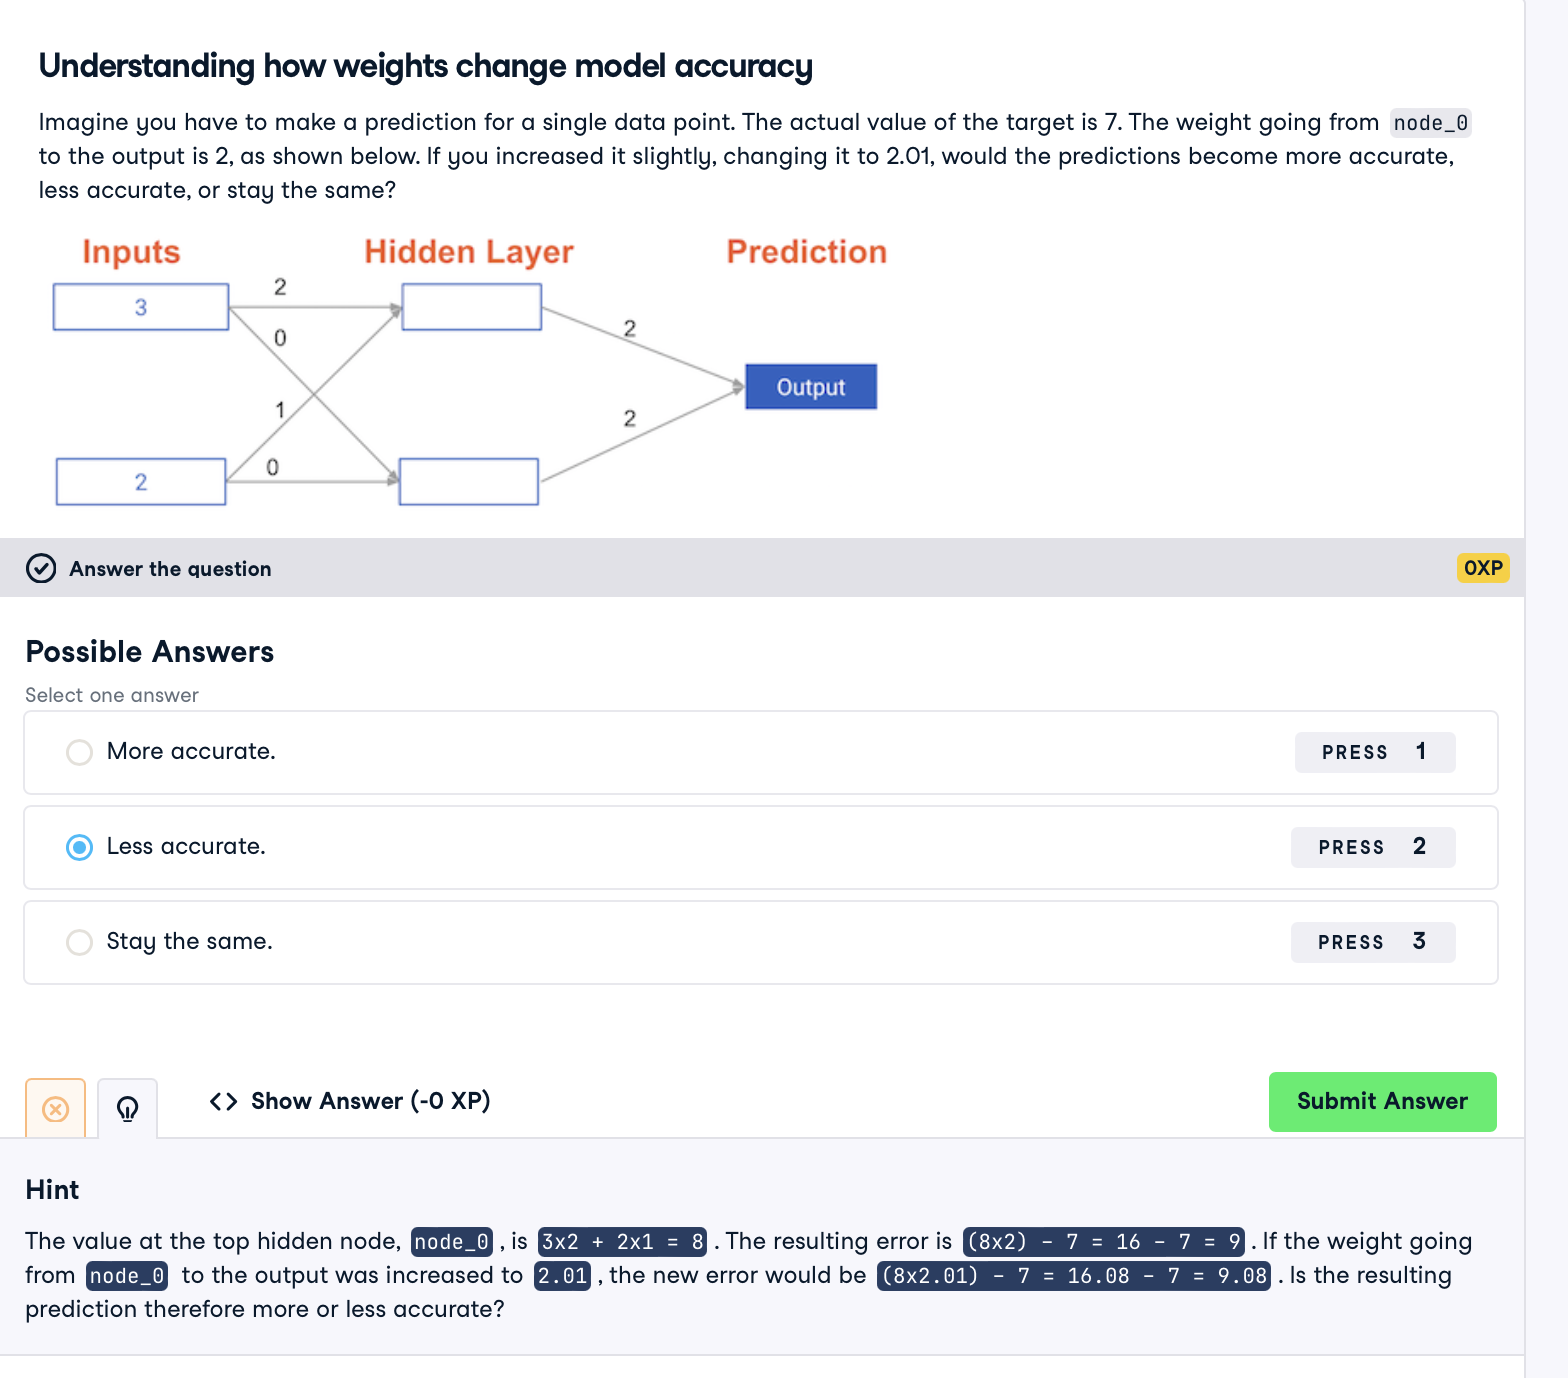 Understanding how weights change model accuracy
Imagine you have to make a prediction for a single data point. The actual value of the target is 7. The weight going from node_0
to the output is 2, as shown below. If you increased it slightly, changing it to 2.01, would the predictions become more accurate,
less accurate, or stay the same?
Inputs Hidden Layer Prediction
2
3
0
2
Output
1
2
0
2
Answer the question 0XP
Possible Answers
Select one answer
More accurate. PRESS 1
Less accurate. PRESS 2
Stay the same. PRESS 3
<> Show Answer (-0 XP) Submit Answer
Hint
The value at the top hidden node, node_0 , is 3x2 + 2x1 = 8 . The resulting error is (8x2) - 7 = 16 - 7 = 9 . If the weight going
from node_0 to the output was increased to 2.01 , the new error would be (8x2.01) - 7 = 16.08 - 7 = 9.08 . Is the resulting
prediction therefore more or less accurate?